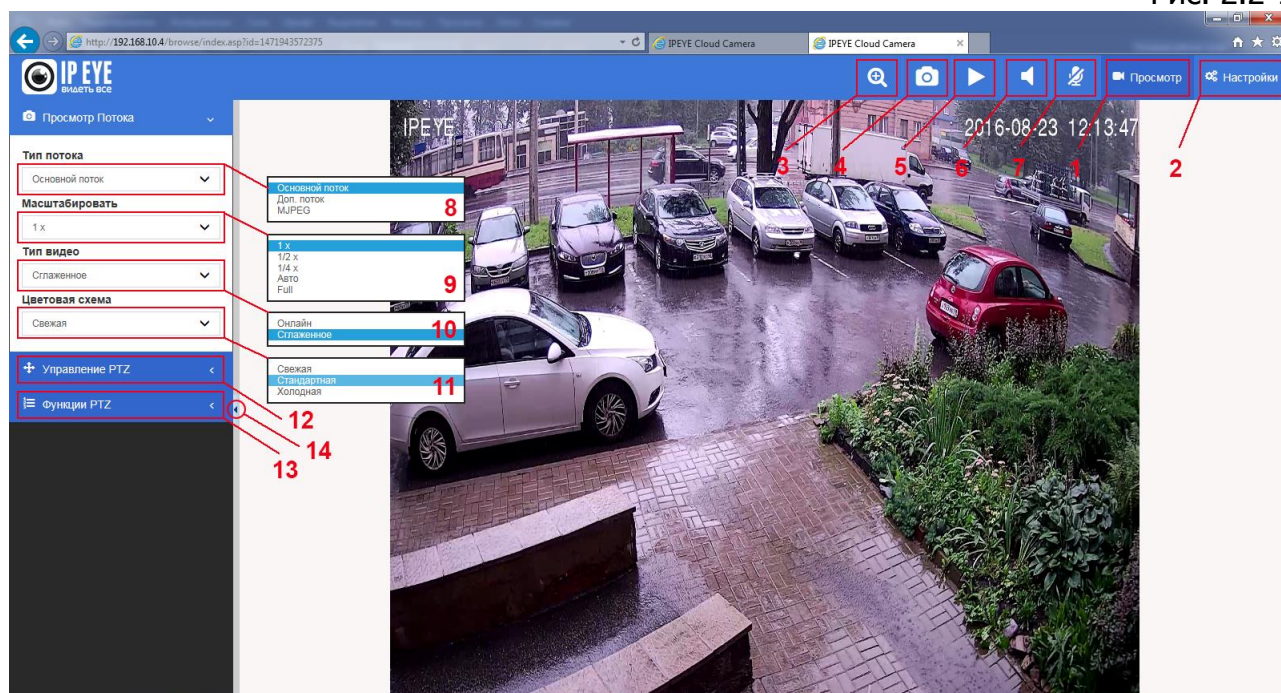 Рис. 2.2
http://192.168.10.4/browse/index.asp?id=1471943572375
IPEYE Cloud Camera
IPEYE Cloud Camera
IP EYE
ВИДЕТЬ ВСЕ
Просмотр
Настройки
Просмотр Потока
IPEYE
2016-08-23 12:13:47
3
4
5
6
7
1
2
Тип потока
Основной поток
Основной поток
Доп. поток
MJPEG
8
Масштабировать
1 x
1 x
1/2 x
1/4 x
Авто
Full
9
Тип видео
Сглаженное
Онлайн
Сглаженное
10
Цветовая схема
Свежая
Свежая
Стандартная
Холодная
11
Управление PTZ
Функции PTZ
12
14
13